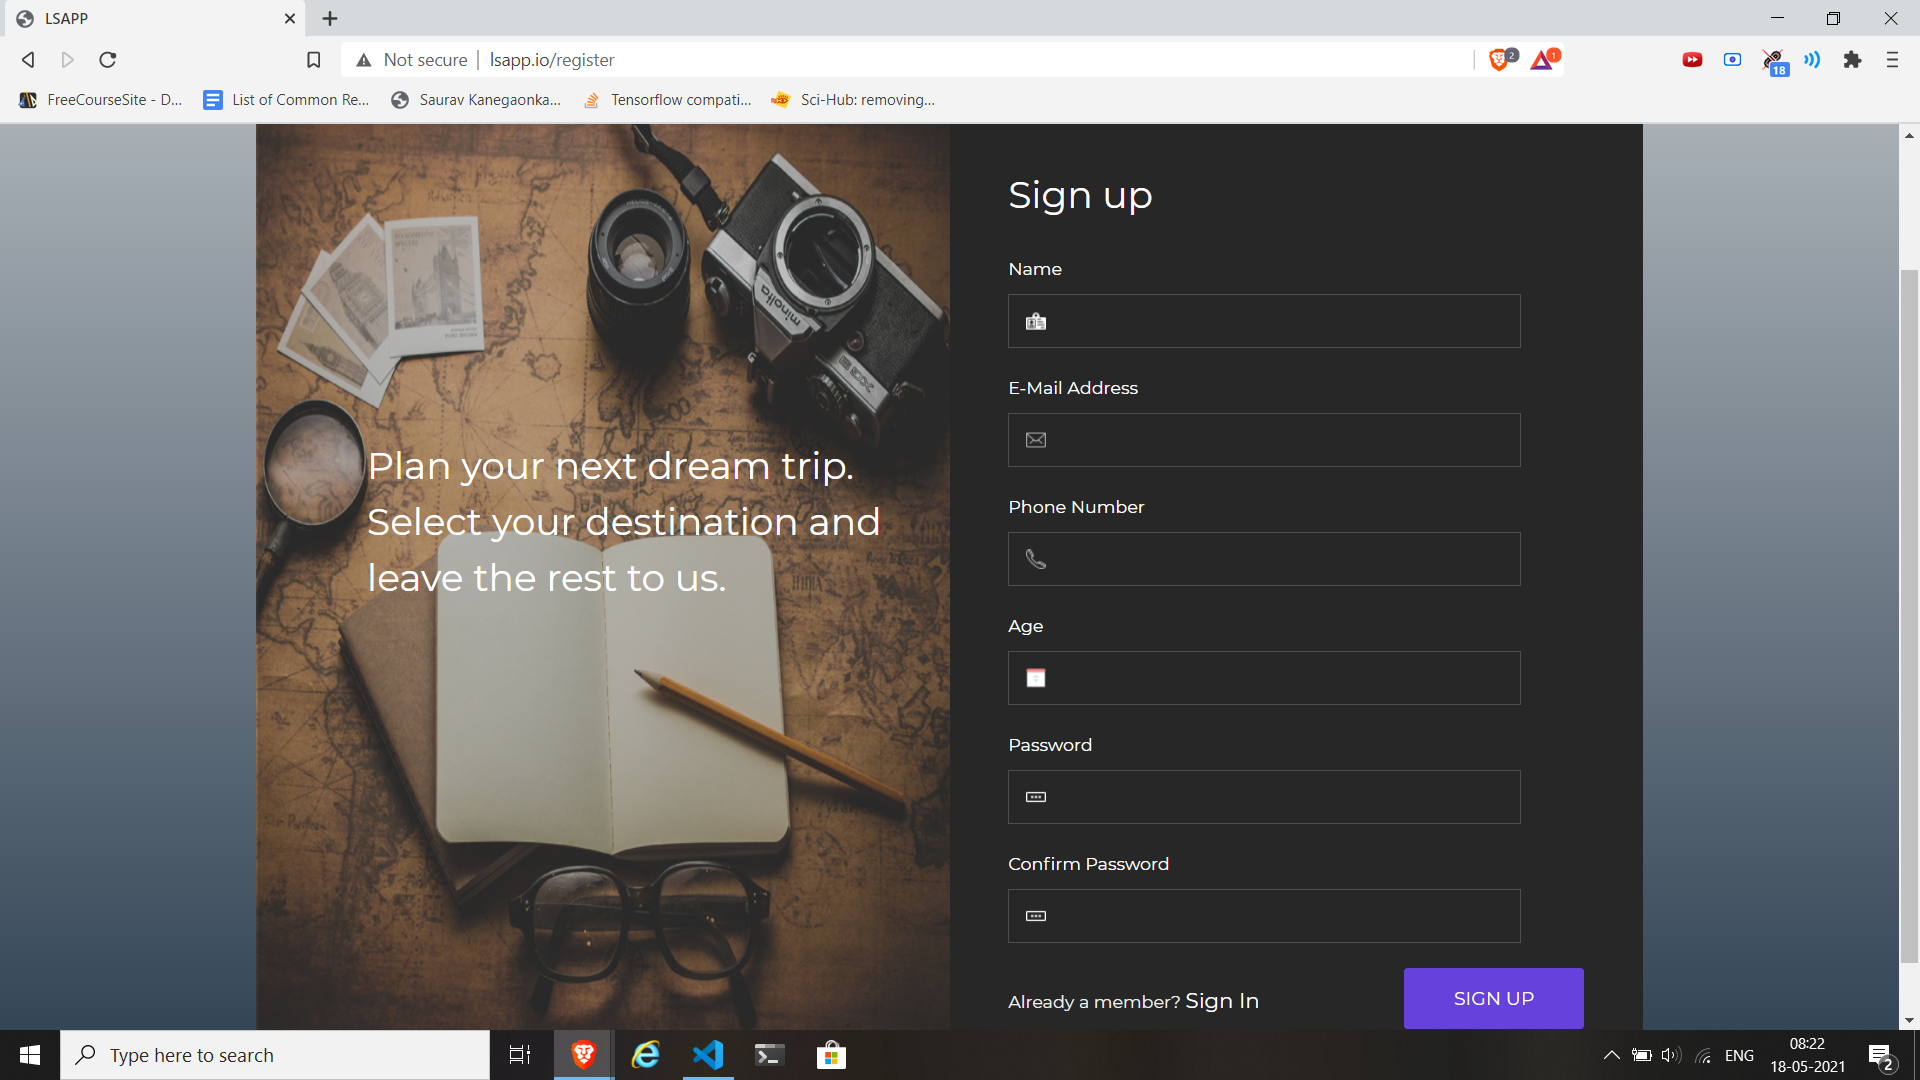 LSAPP
Not secure
lsapp.io/register
2
1
18
FreeCourseSite - D...
List of Common Re...
Saurav Kanegaonka...
Tensorflow compati...
Sci-Hub: removing...
minolta
Plan your next dream trip.
Select your destination and
leave the rest to us.
Sign up
Name
E-Mail Address
Phone Number
Age
Password
Confirm Password
Already a member? Sign In
SIGN UP
Type here to search
ENG
08:22
18-05-2021
2